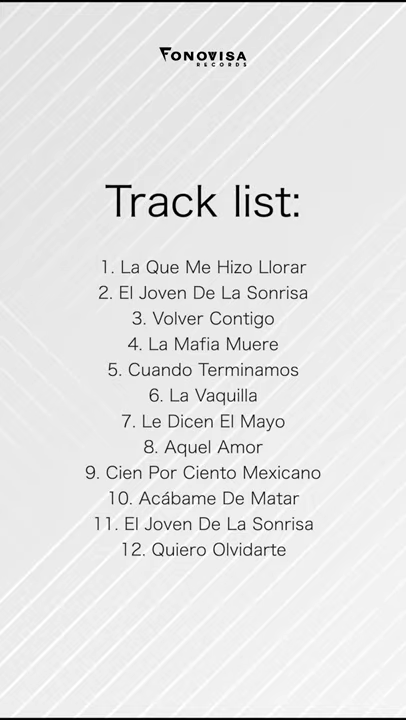 FONOVISA
RECORDS
Track list:
1. La Que Me Hizo Llorar
2. El Joven De La Sonrisa
3. Volver Contigo
4. La Mafia Muere
5. Cuando Terminamos
6. La Vaquilla
7. Le Dicen El Mayo
8. Aquel Amor
9. Cien Por Ciento Mexicano
10. Acábame De Matar
11. El Joven De La Sonrisa
12. Quiero Olvidarte